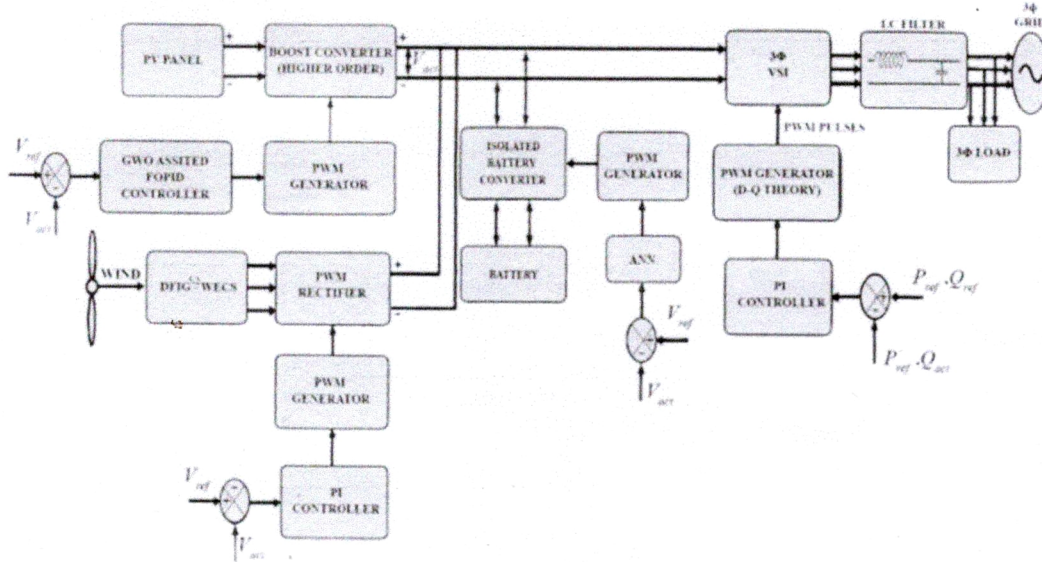 LC FILTER
3Φ
GRID
PV PANEL
+
-
BOOST CONVERTER
(HIGHER ORDER)
+
-
V_act
3Φ
VSI
PWM PULSES
3Φ LOAD
V_ref
V_act
GWO ASSITED
FOPID
CONTROLLER
PWM
GENERATOR
ISOLATED
BATTERY
CONVERTER
PWM
GENERATOR
PWM GENERATOR
(D-Q THEORY)
WIND
DFIG WECS
PWM
RECTIFIER
+
-
BATTERY
ANN
PI
CONTROLLER
P_ref .Q_ref
P_ref .Q_act
V_ref
V_act
PWM
GENERATOR
V_ref
V_act
PI
CONTROLLER